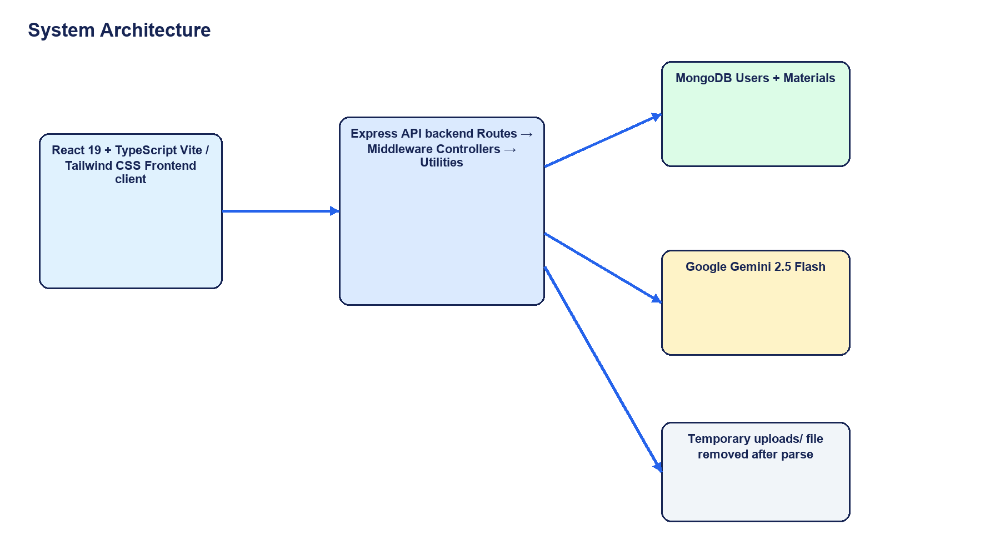 System Architecture
React 19 + TypeScript Vite /
Tailwind CSS Frontend
client
Express API backend Routes →
Middleware Controllers →
Utilities
MongoDB Users + Materials
Google Gemini 2.5 Flash
Temporary uploads/ file
removed after parse